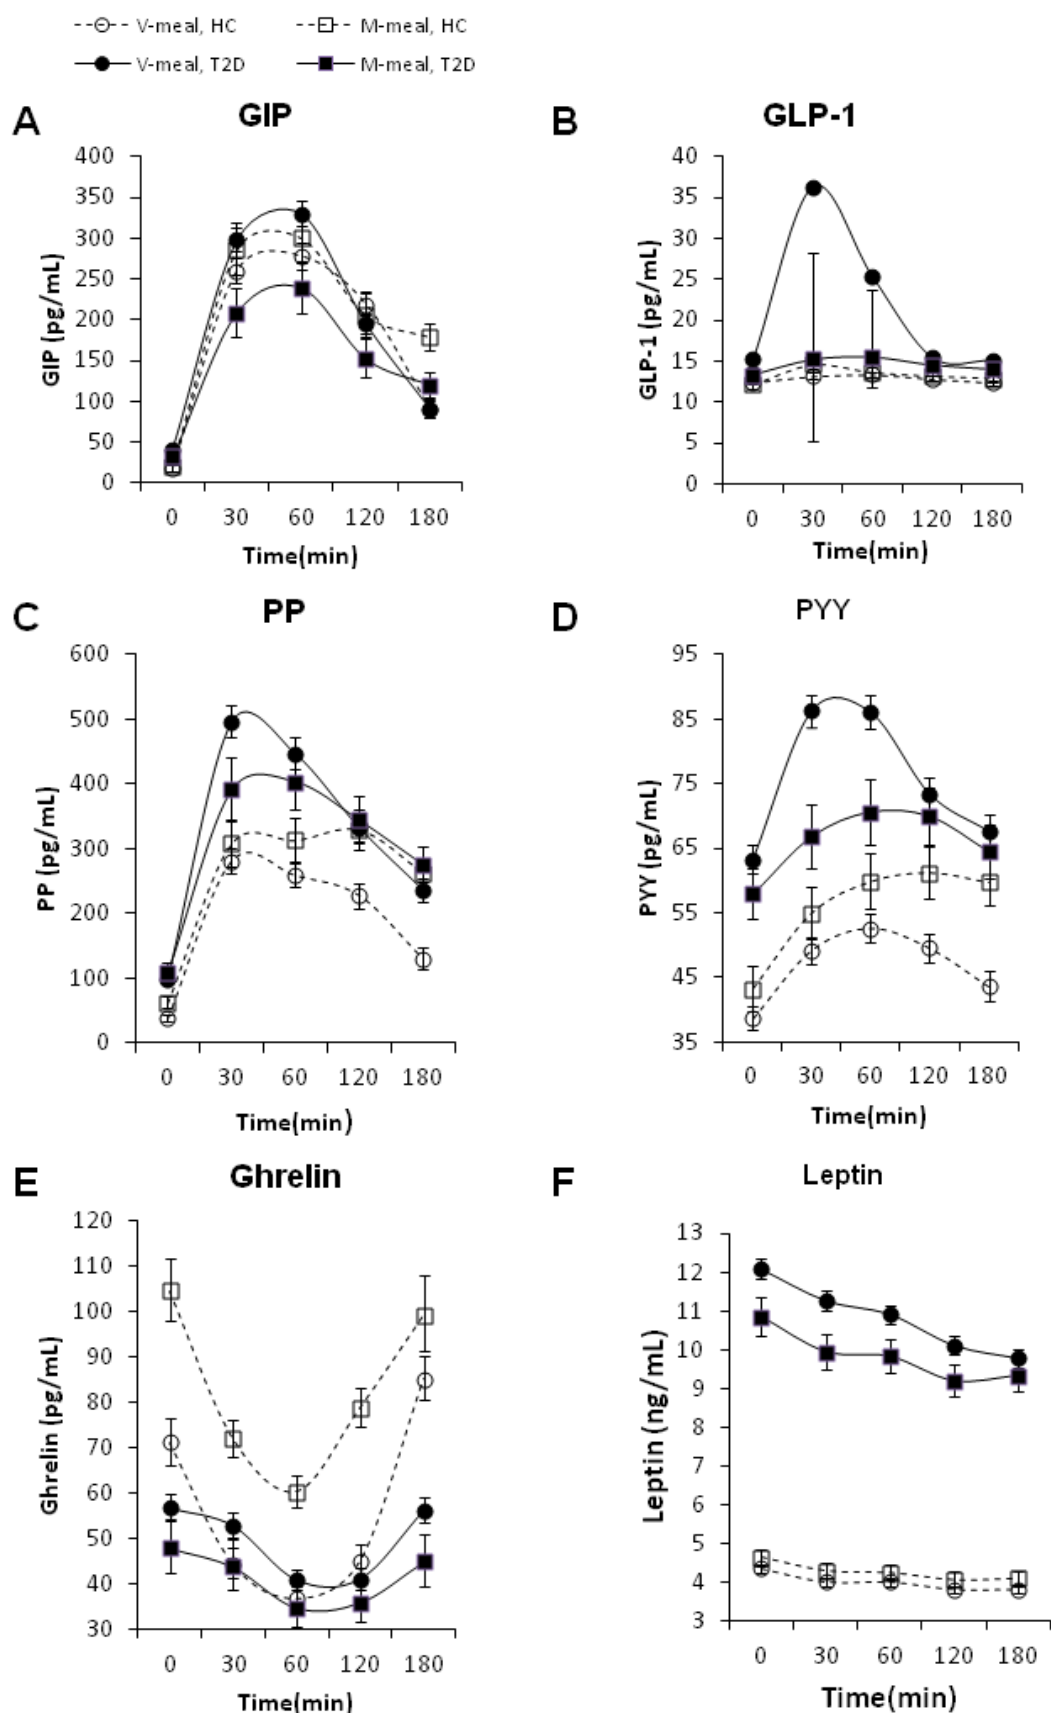 V-meal, HC
M-meal, HC
V-meal, T2D
M-meal, T2D
A
GIP
400
350
300
250
200
150
100
50
0
GIP (pg/mL)
0 30 60 120 180
Time(min)
B
GLP-1
40
35
30
25
20
15
10
5
0
GLP-1 (pg/mL)
0 30 60 120 180
Time(min)
C
PP
600
500
400
300
200
100
0
PP (pg/mL)
0 30 60 120 180
Time(min)
D
PYY
95
85
75
65
55
45
35
PYY (pg/mL)
0 30 60 120 180
Time(min)
E
Ghrelin
120
110
100
90
80
70
60
50
40
30
Ghrelin (pg/mL)
0 30 60 120 180
Time(min)
F
Leptin
13
12
11
10
9
8
7
6
5
4
3
Leptin (ng/mL)
0 30 60 120 180
Time(min)